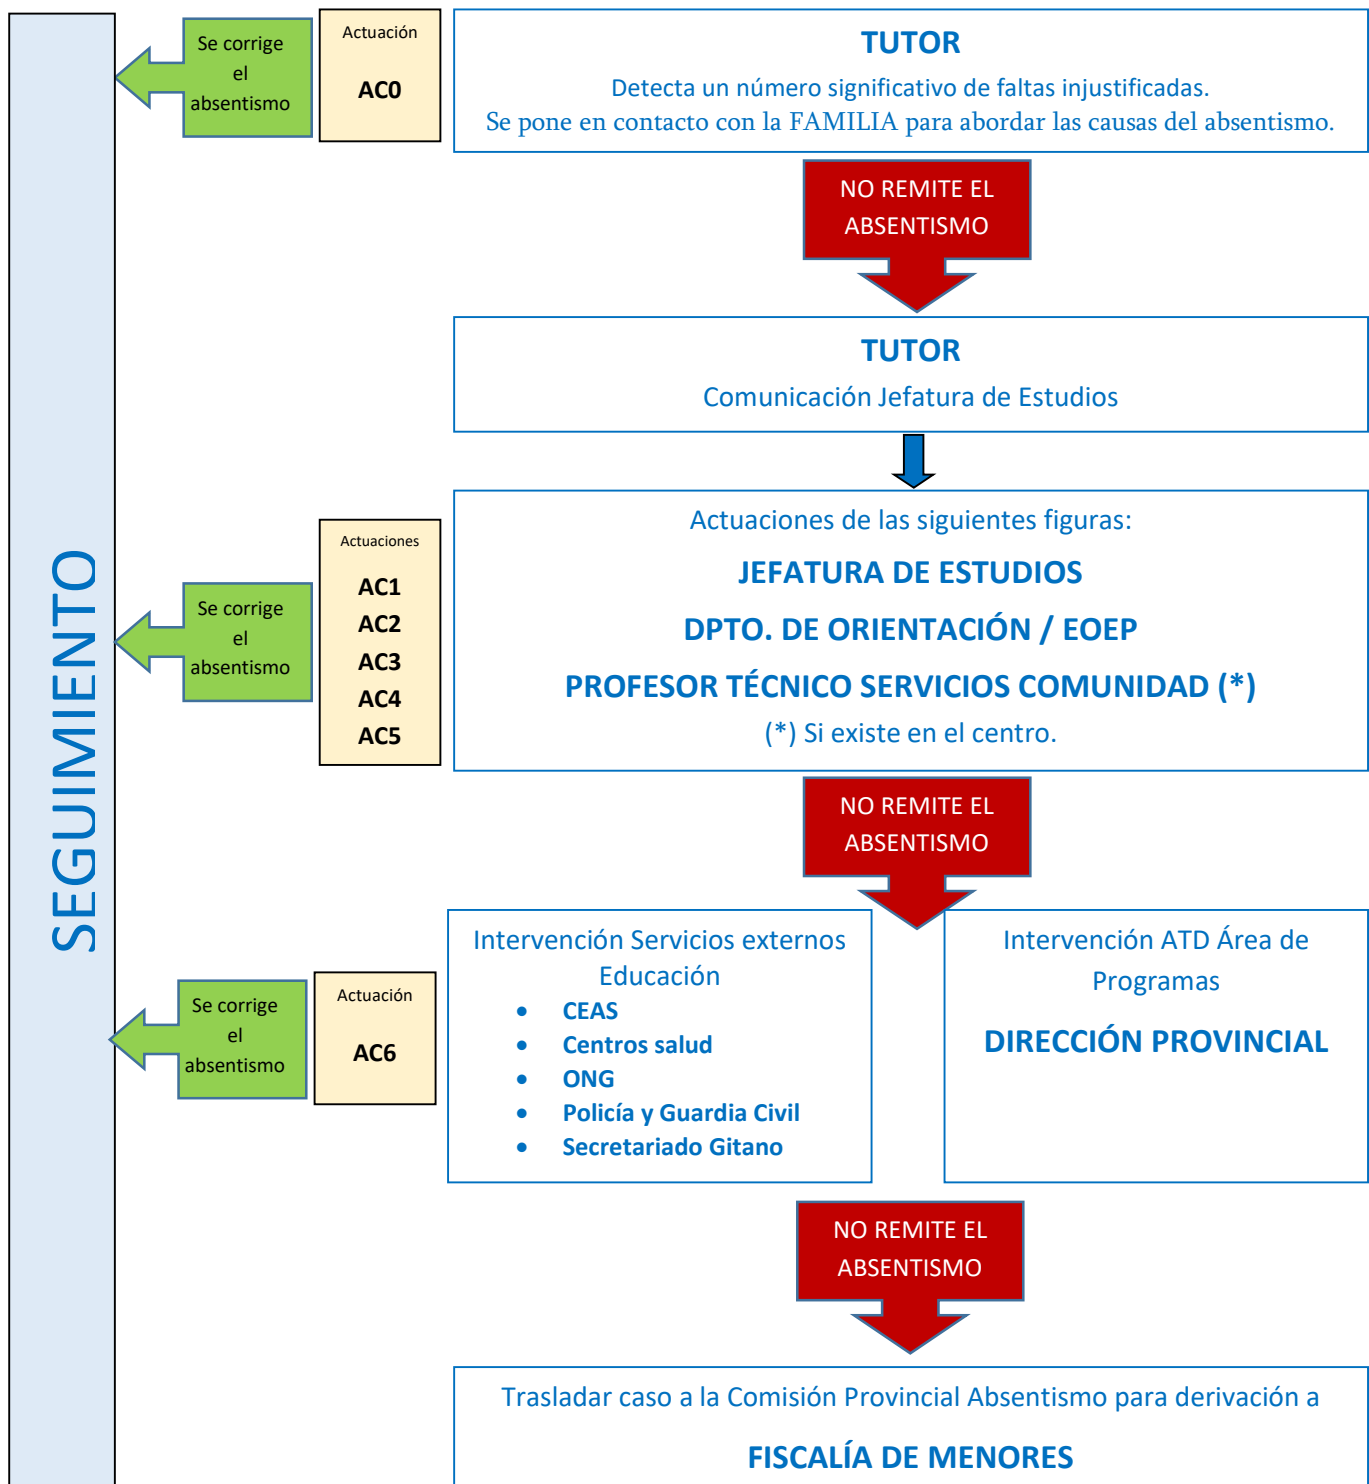 SEGUIMIENTO
Se corrige
el
absentismo
Actuación
AC0
TUTOR
Detecta un número significativo de faltas injustificadas.
Se pone en contacto con la FAMILIA para abordar las causas del absentismo.
NO REMITE EL
ABSENTISMO
TUTOR
Comunicación Jefatura de Estudios
Se corrige
el
absentismo
Actuaciones
AC1
AC2
AC3
AC4
AC5
Actuaciones de las siguientes figuras:
JEFATURA DE ESTUDIOS
DPTO. DE ORIENTACIÓN / EOEP
PROFESOR TÉCNICO SERVICIOS COMUNIDAD (*)
(*) Si existe en el centro.
NO REMITE EL
ABSENTISMO
Se corrige
el
absentismo
Actuación
AC6
Intervención Servicios externos
Educación
• CEAS
• Centros salud
• ONG
• Policía y Guardia Civil
• Secretariado Gitano
Intervención ATD Área de
Programas
DIRECCIÓN PROVINCIAL
NO REMITE EL
ABSENTISMO
Trasladar caso a la Comisión Provincial Absentismo para derivación a
FISCALÍA DE MENORES